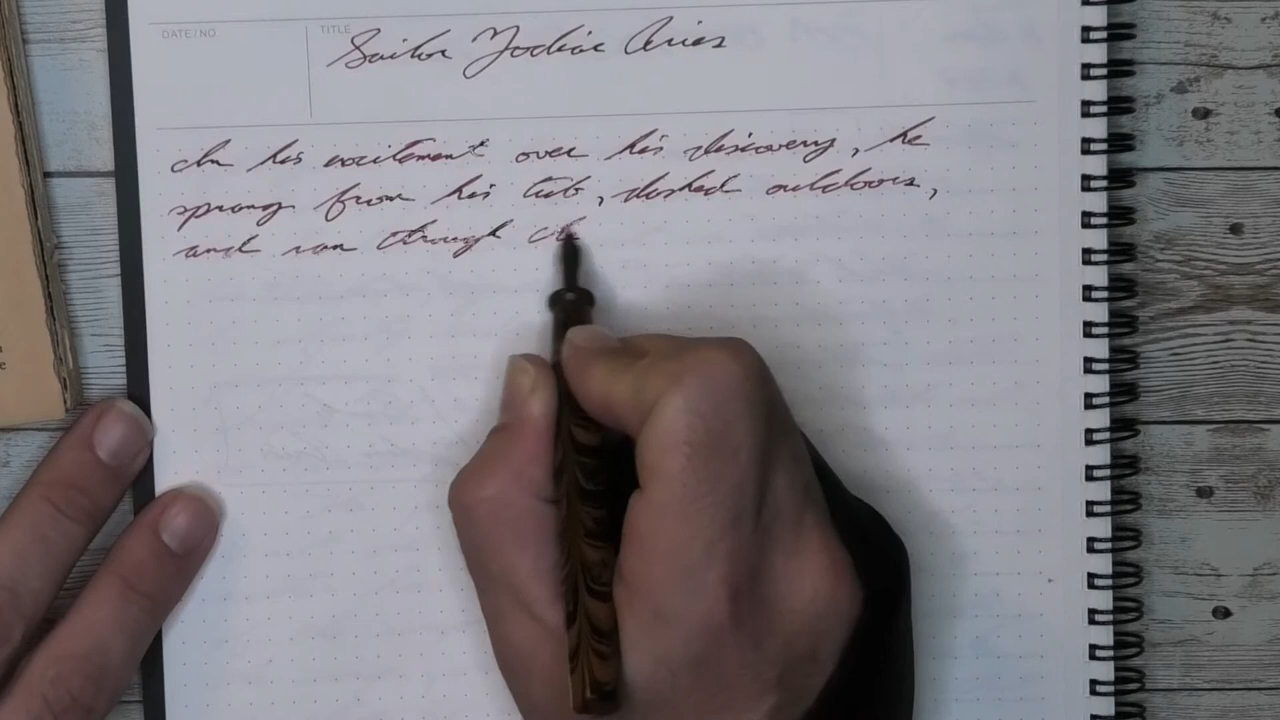 DATE/NO.
TITLE
Sailor Zodiac Aries
In his excitement over his discovery, he
sprang from his tub, dashed outdoors,
and ran through
e